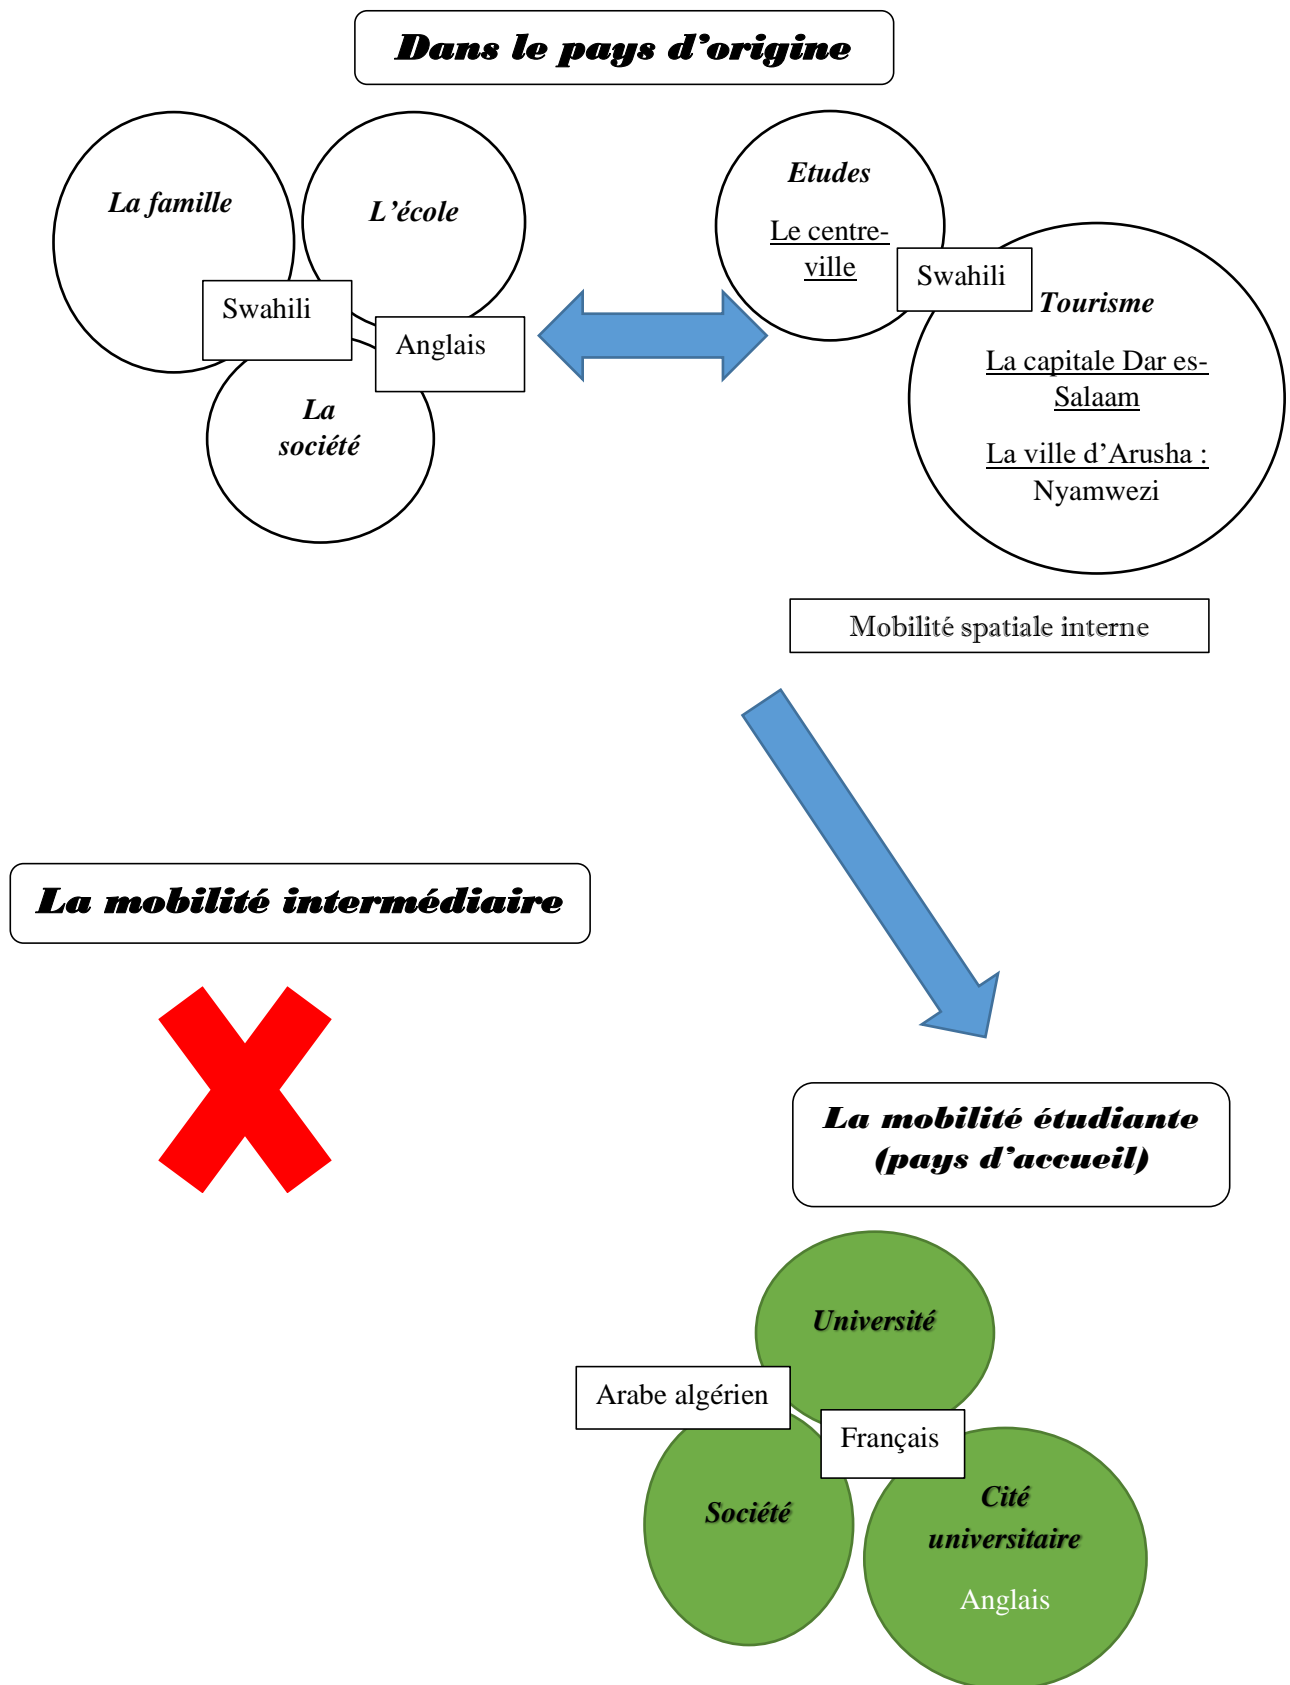 Dans le pays d’origine
La famille
L’école
Swahili
Anglais
La
société
Etudes
Le centre-
ville
Swahili
Tourisme
La capitale Dar es-
Salaam
La ville d’Arusha :
Nyamwezi
Mobilité spatiale interne
La mobilité intermédiaire
La mobilité étudiante
(pays d’accueil)
Université
Arabe algérien
Français
Société
Cité
universitaire
Anglais